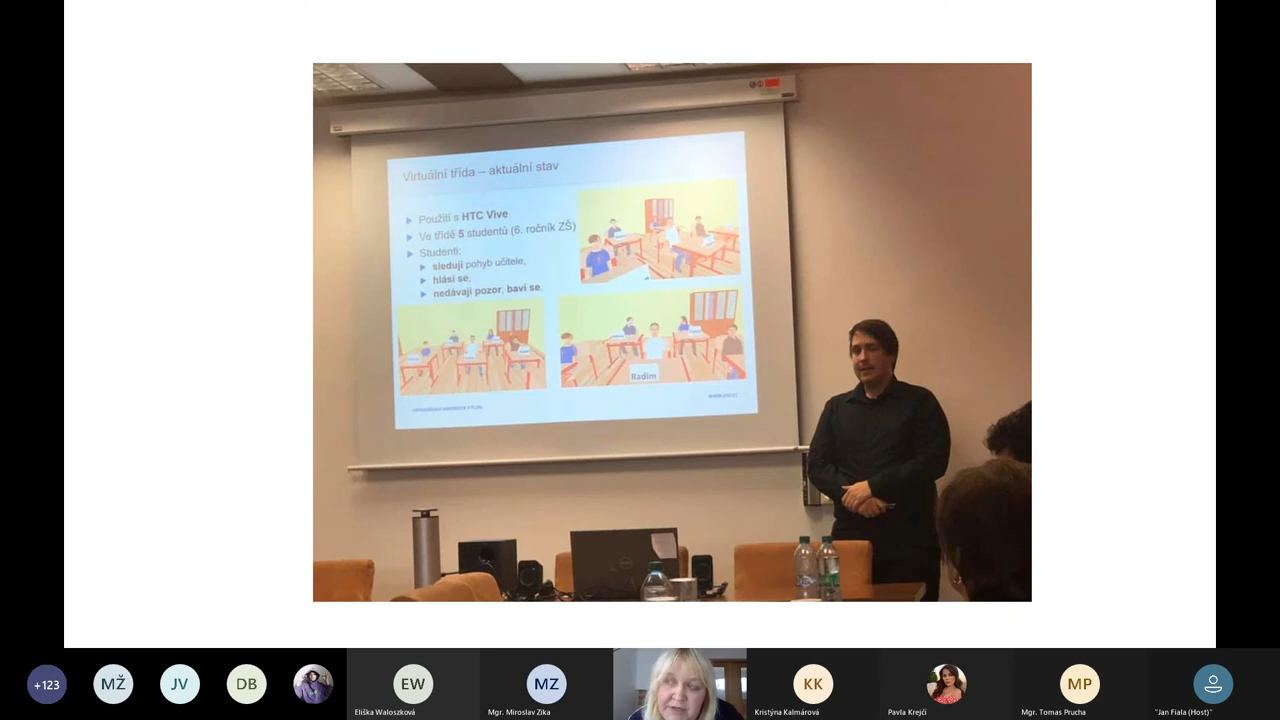 Virtuální třída – aktuální stav
Použití s HTC Vive
Ve třídě 5 studentů (6. ročník ZŠ)
Studenti:
sledují pohyb učitele,
hlásí se,
nedávají pozor, baví se.
Radim
+123
MŽ
JV
DB
EW
MZ
KK
MP
Eliška Waloszková
Mgr. Miroslav Zika
Kristýna Kalmárová
Pavla Krejčí
Mgr. Tomas Prucha
"Jan Fiala (Host)"